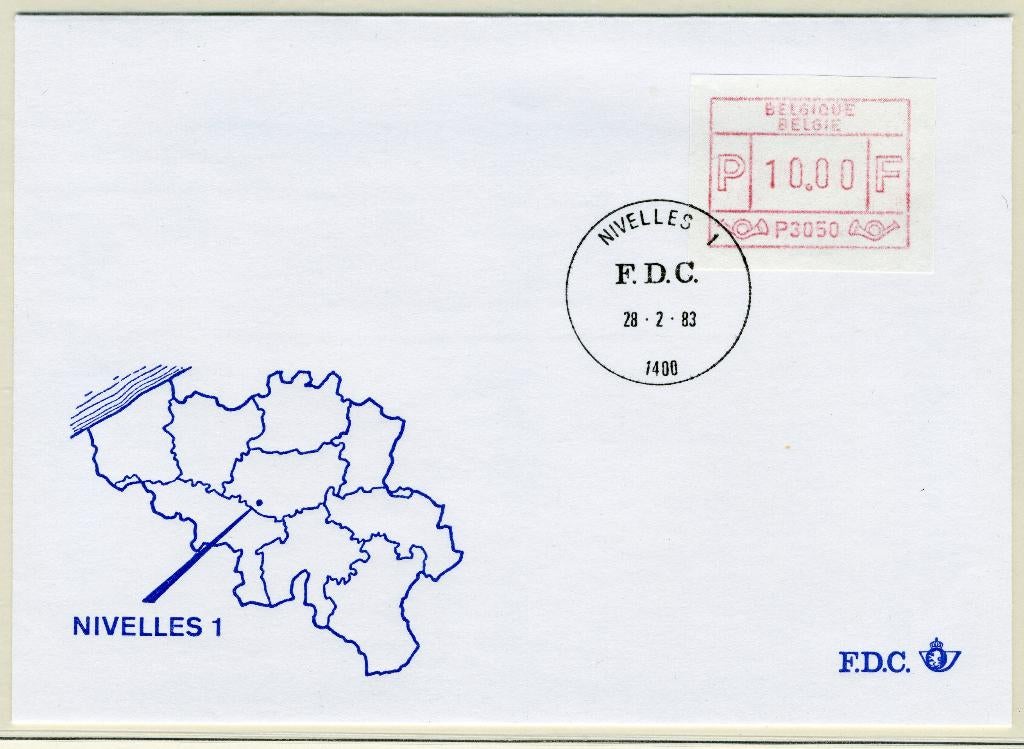 BELGIQUE
BELGIE
P 10.00 F
P3050
NIVELLES 1
F.D.C.
28 · 2 · 83
1400
NIVELLES 1
F.D.C.